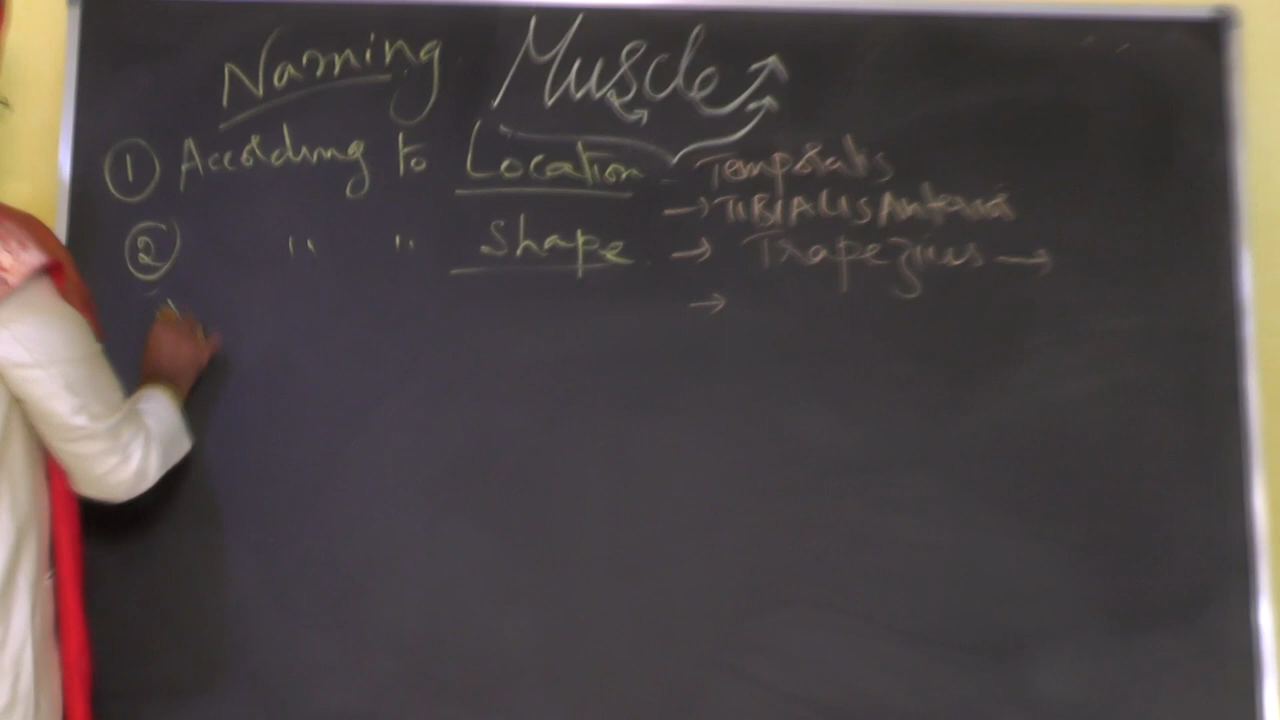 Naming Muscle
① According to Location Temporalis
→ TIBIALIS Anterior
② " " Shape → Trapezius →
→